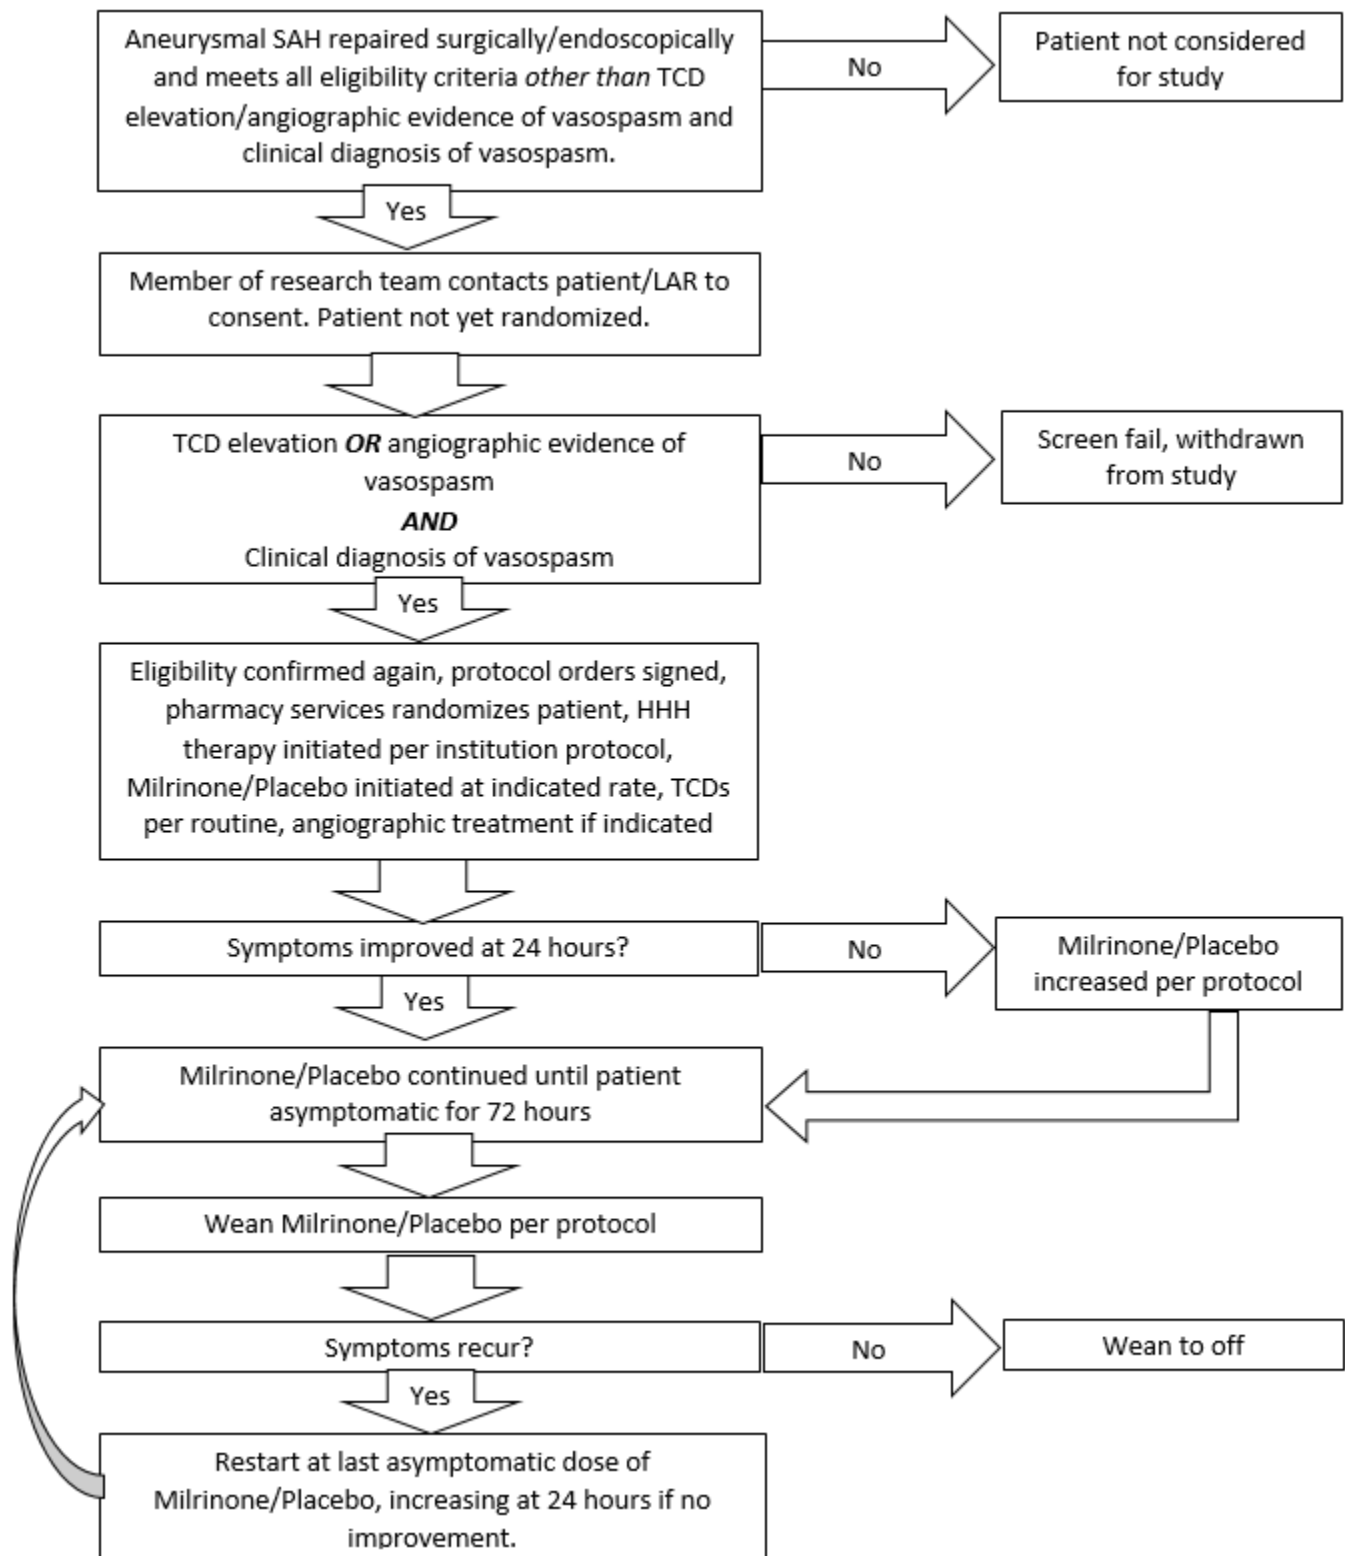 Aneurysmal SAH repaired surgically/endoscopically
and meets all eligibility criteria other than TCD
elevation/angiographic evidence of vasospasm and
clinical diagnosis of vasospasm.
No
Patient not considered
for study
Yes
Member of research team contacts patient/LAR to
consent. Patient not yet randomized.
TCD elevation OR angiographic evidence of
vasospasm
AND
Clinical diagnosis of vasospasm
No
Screen fail, withdrawn
from study
Yes
Eligibility confirmed again, protocol orders signed,
pharmacy services randomizes patient, HHH
therapy initiated per institution protocol,
Milrinone/Placebo initiated at indicated rate, TCDs
per routine, angiographic treatment if indicated
Symptoms improved at 24 hours?
No
Milrinone/Placebo
increased per protocol
Yes
Milrinone/Placebo continued until patient
asymptomatic for 72 hours
Wean Milrinone/Placebo per protocol
Symptoms recur?
No
Wean to off
Yes
Restart at last asymptomatic dose of
Milrinone/Placebo, increasing at 24 hours if no
improvement.